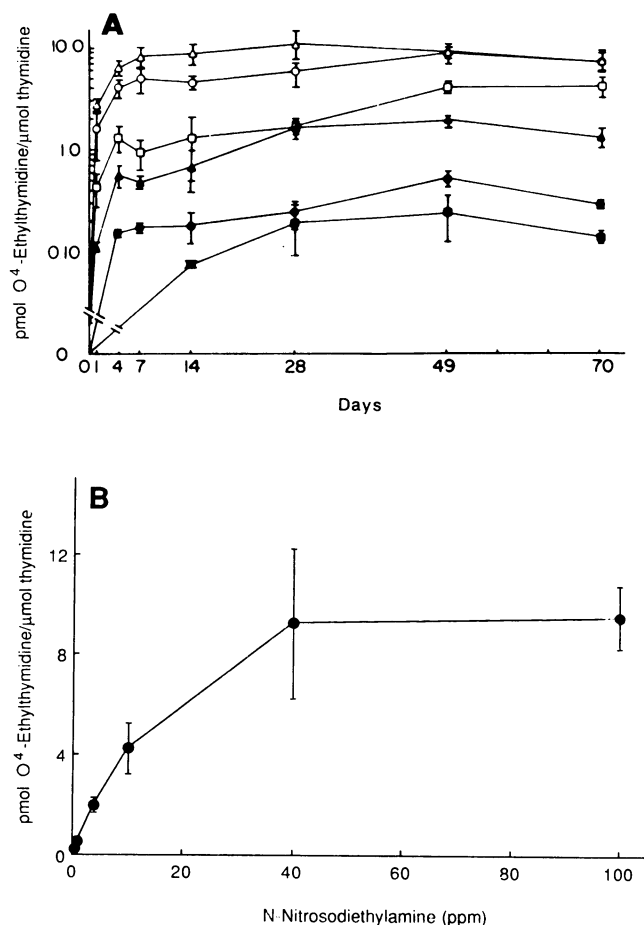 A
pmol O⁴-Ethylthymidine/μmol thymidine
10.0
1.0
0.10
0
0 1 4 7 14 28 49 70
Days
B
pmol O⁴-Ethylthymidine/μmol thymidine
12
8
4
0
0 20 40 60 80 100
N-Nitrosodiethylamine (ppm)